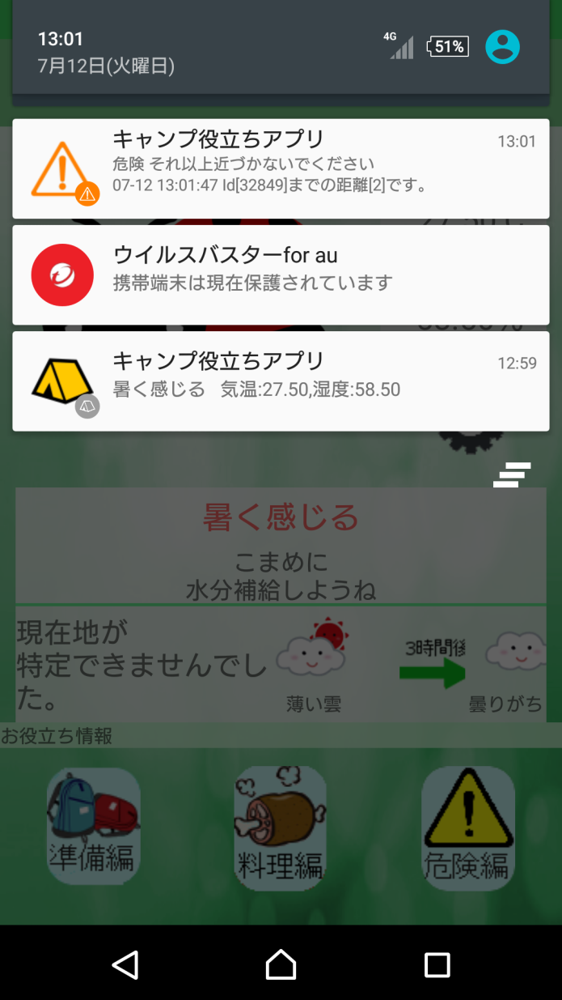 13:01
4G
51%
7月12日(火曜日)
キャンプ役立ちアプリ
13:01
危険 それ以上近づかないでください
07-12 13:01:47 Id[32849]までの距離[2]です。
ウイルスバスターfor au
携帯端末は現在保護されています
キャンプ役立ちアプリ
12:59
暑く感じる 気温:27.50,湿度:58.50
暑く感じる
こまめに
水分補給しようね
現在地が
特定できませんでし
た。
3時間後
薄い雲
曇りがち
お役立ち情報
準備編
料理編
危険編